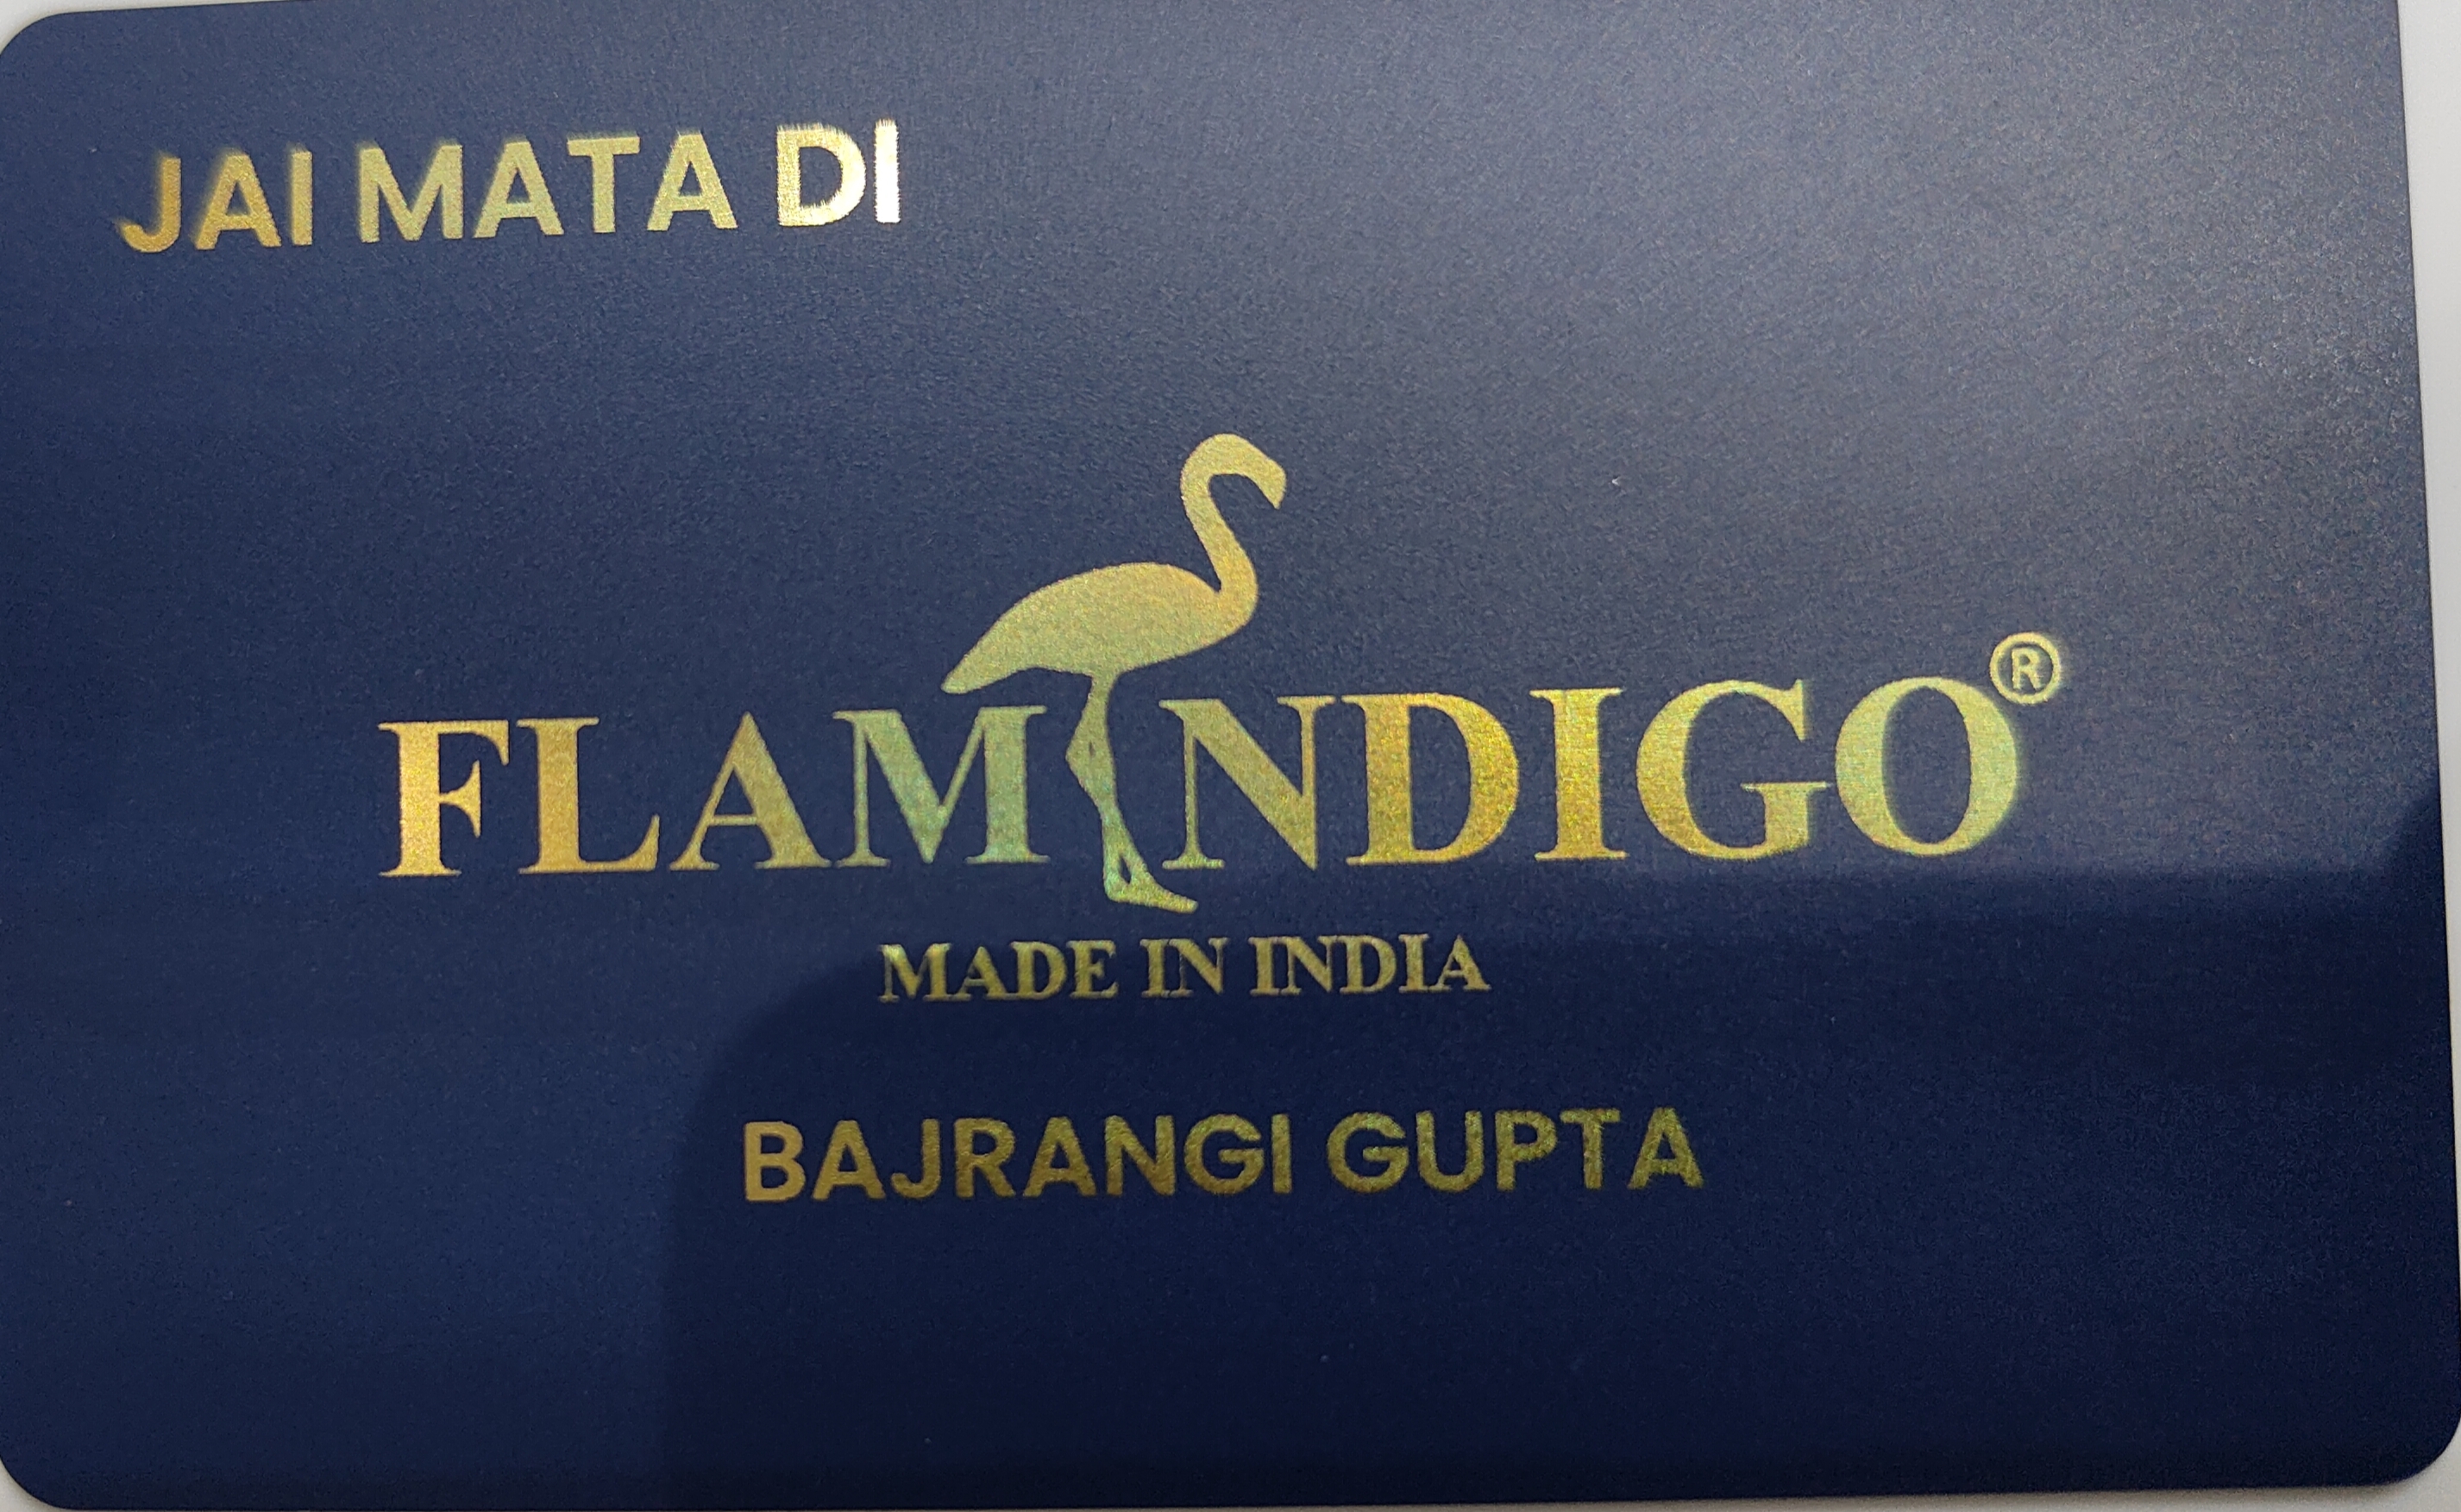 JAI MATA DI
FLAMINDIGO®
MADE IN INDIA
BAJRANGI GUPTA